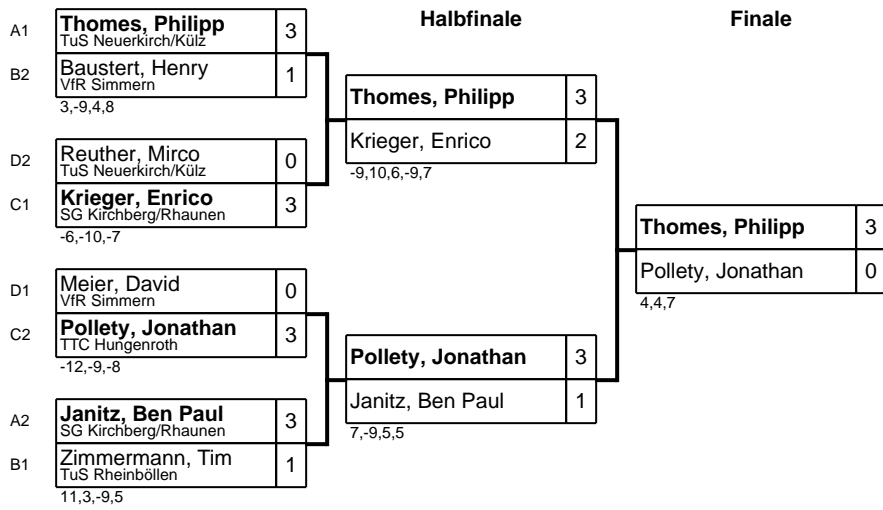 Halbfinale
Finale
A1
Thomes, Philipp 3
TuS Neuerkirch/Külz
B2
Baustert, Henry 1
VfR Simmern
3,-9,4,8
D2
Reuther, Mirco 0
TuS Neuerkirch/Külz
C1
Krieger, Enrico 3
SG Kirchberg/Rhaunen
-6,-10,-7
D1
Meier, David 0
VfR Simmern
C2
Pollety, Jonathan 3
TTC Hungenroth
-12,-9,-8
A2
Janitz, Ben Paul 3
SG Kirchberg/Rhaunen
B1
Zimmermann, Tim 1
TuS Rheinböllen
11,3,-9,5
Thomes, Philipp 3
Krieger, Enrico 2
-9,10,6,-9,7
Pollety, Jonathan 3
Janitz, Ben Paul 1
7,-9,5,5
Thomes, Philipp 3
Pollety, Jonathan 0
4,4,7